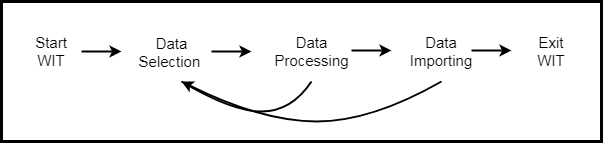 Start
WIT
Data
Selection
Data
Processing
Data
Importing
Exit
WIT